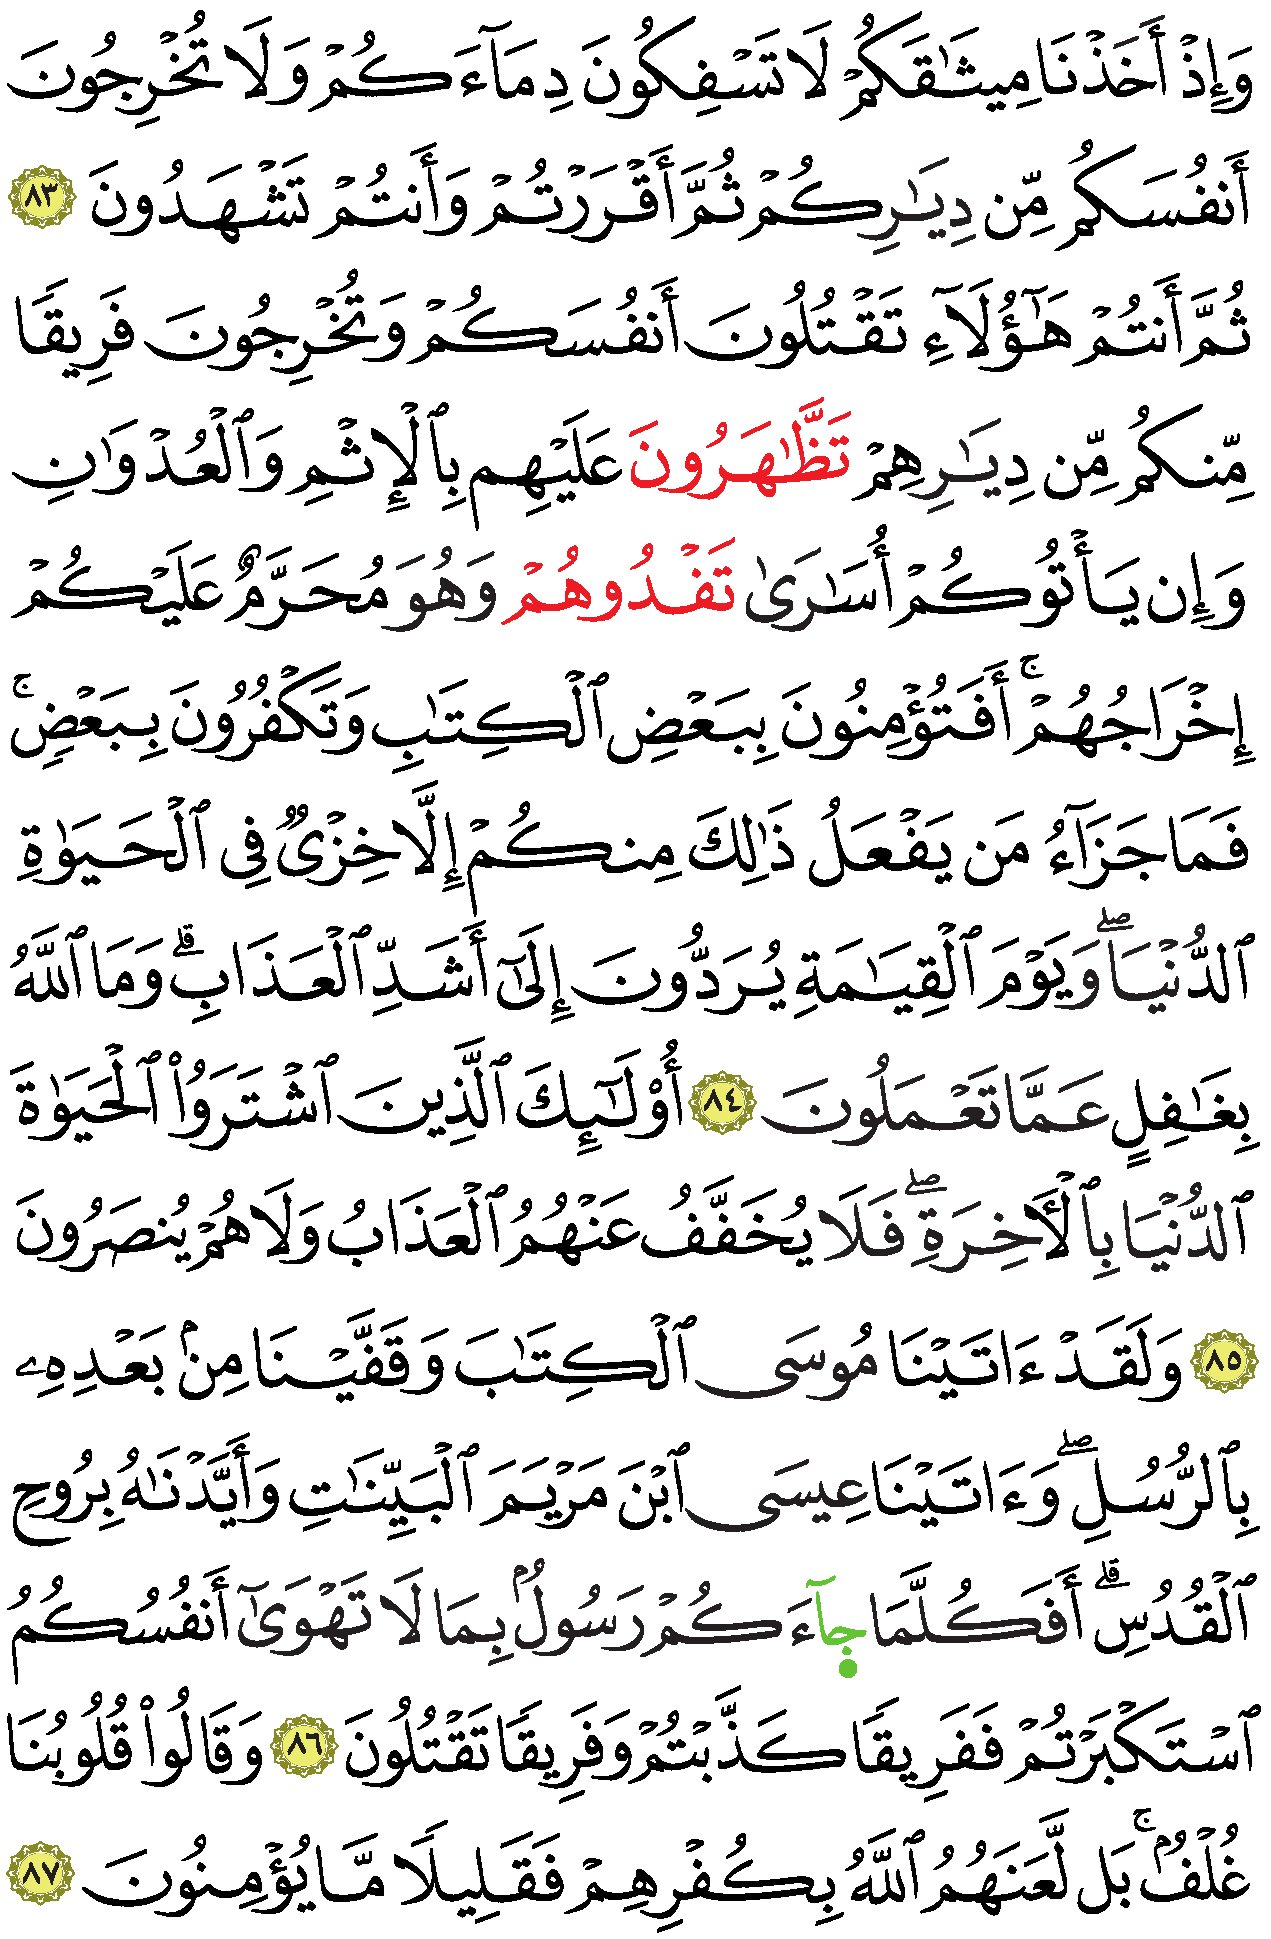 وَإِذْ أَخَذْنَا مِيثَٰقَكُمْ لَا تَسْفِكُونَ دِمَآءَكُمْ وَلَا تُخْرِجُونَ
أَنفُسَكُم مِّن دِيَٰرِكُمْ ثُمَّ أَقْرَرْتُمْ وَأَنتُمْ تَشْهَدُونَ ٨٣
ثُمَّ أَنتُمْ هَٰٓؤُلَآءِ تَقْتُلُونَ أَنفُسَكُمْ وَتُخْرِجُونَ فَرِيقًا
مِّنكُم مِّن دِيَٰرِهِمْ تَظَّٰهَرُونَ عَلَيْهِم بِٱلْإِثْمِ وَٱلْعُدْوَٰنِ
وَإِن يَأْتُوكُمْ أُسَٰرَىٰ تَفْدُوهُمْ وَهُوَ مُحَرَّمٌ عَلَيْكُمْ
إِخْرَاجُهُمْ ۚ أَفَتُؤْمِنُونَ بِبَعْضِ ٱلْكِتَٰبِ وَتَكْفُرُونَ بِبَعْضٍ ۚ
فَمَا جَزَآءُ مَن يَفْعَلُ ذَٰلِكَ مِنكُمْ إِلَّا خِزْىٌ فِى ٱلْحَيَوٰةِ
ٱلدُّنْيَا ۖ وَيَوْمَ ٱلْقِيَٰمَةِ يُرَدُّونَ إِلَىٰٓ أَشَدِّ ٱلْعَذَابِ ۗ وَمَا ٱللَّهُ
بِغَٰفِلٍ عَمَّا تَعْمَلُونَ ٨٤ أُو۟لَٰٓئِكَ ٱلَّذِينَ ٱشْتَرَوُا۟ ٱلْحَيَوٰةَ
ٱلدُّنْيَا بِٱلْأَخِرَةِ ۖ فَلَا يُخَفَّفُ عَنْهُمُ ٱلْعَذَابُ وَلَا هُمْ يُنصَرُونَ
٨٥ وَلَقَدْ ءَاتَيْنَا مُوسَى ٱلْكِتَٰبَ وَقَفَّيْنَا مِنۢ بَعْدِهِۦ
بِٱلرُّسُلِ ۖ وَءَاتَيْنَا عِيسَى ٱبْنَ مَرْيَمَ ٱلْبَيِّنَٰتِ وَأَيَّدْنَٰهُ بِرُوحِ
ٱلْقُدُسِ ۗ أَفَكُلَّمَا جَآءَكُمْ رَسُولٌۢ بِمَا لَا تَهْوَىٰٓ أَنفُسُكُمُ
ٱسْتَكْبَرْتُمْ فَفَرِيقًا كَذَّبْتُمْ وَفَرِيقًا تَقْتُلُونَ ٨٦ وَقَالُوا۟ قُلُوبُنَا
غُلْفٌۢ ۚ بَل لَّعَنَهُمُ ٱللَّهُ بِكُفْرِهِمْ فَقَلِيلًا مَّا يُؤْمِنُونَ ٨٧